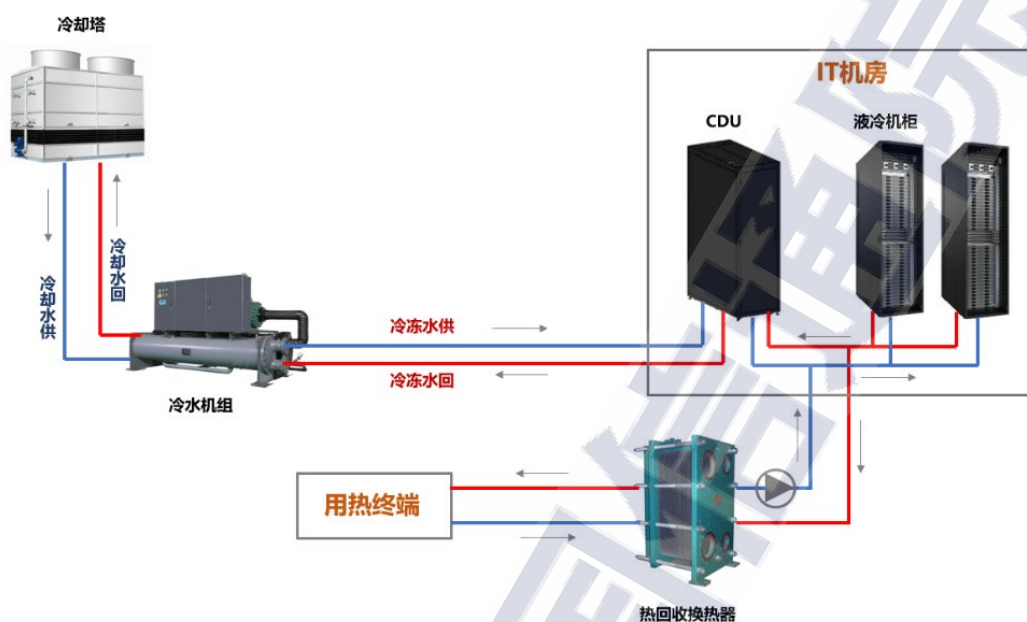 冷却塔
IT机房
CDU
液冷机柜
冷却水供
冷却水回
冷冻水供
冷冻水回
冷水机组
用热终端
热回收换热器